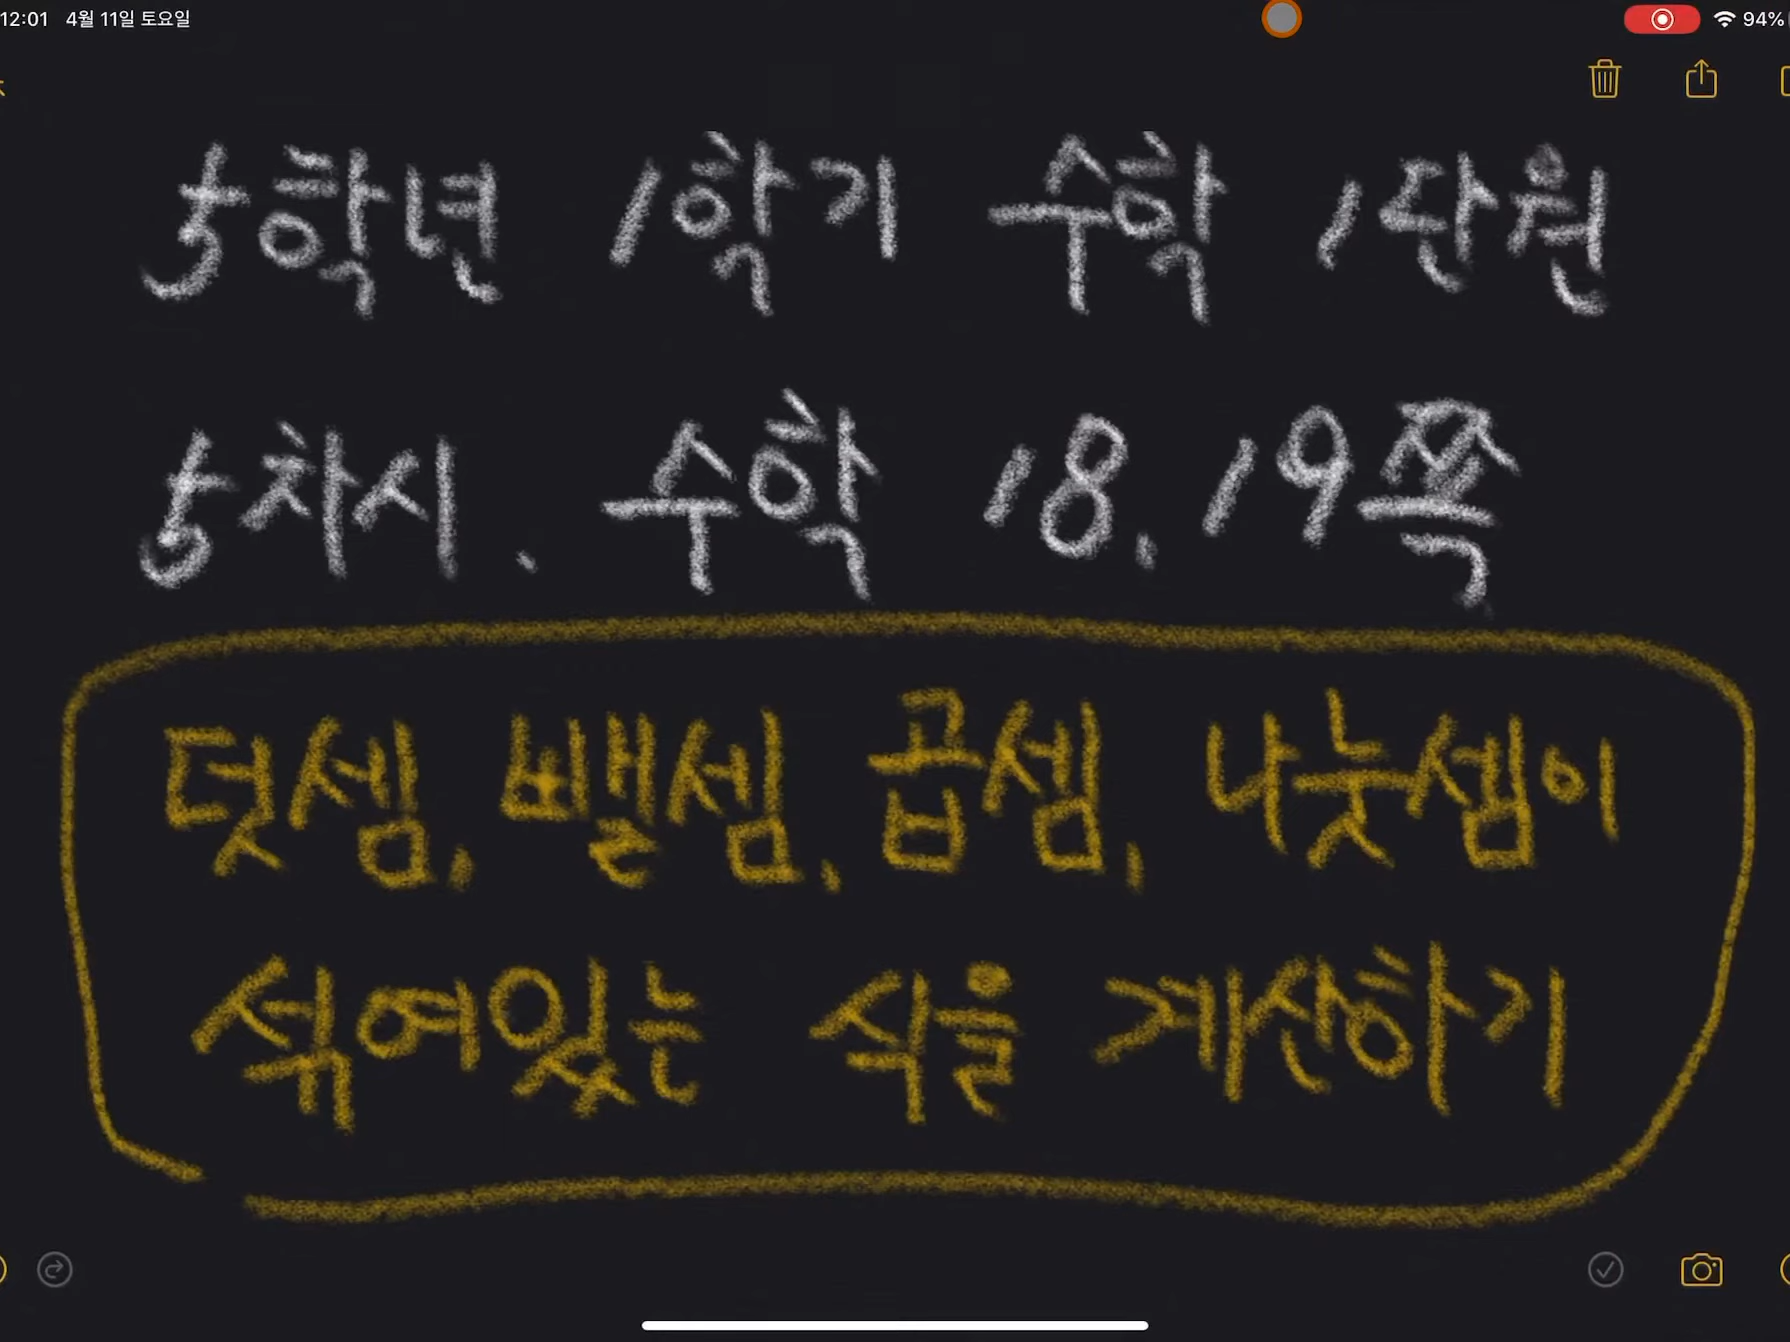 12:01 4월 11일 토요일
94%
5학년 1학기 수학 1단원
5차시. 수학 18, 19쪽
덧셈, 뺄셈, 곱셈, 나눗셈이
섞여있는 식을 계산하기